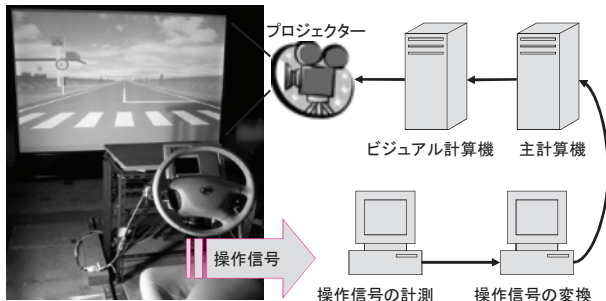 プロジェクター
ビジュアル計算機
主計算機
操作信号
操作信号の計測
操作信号の変換